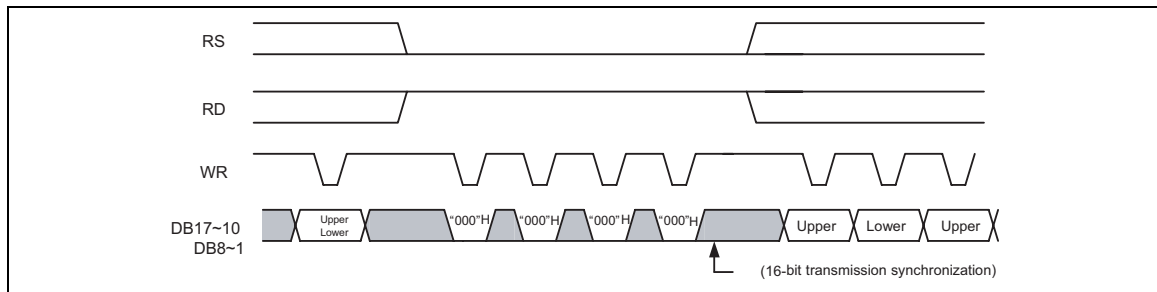 RS
RD
WR
DB17~10
DB8~1
Upper
Lower
"000"H
"000"H
"000"H
"000"H
Upper
Lower
Upper
(16-bit transmission synchronization)